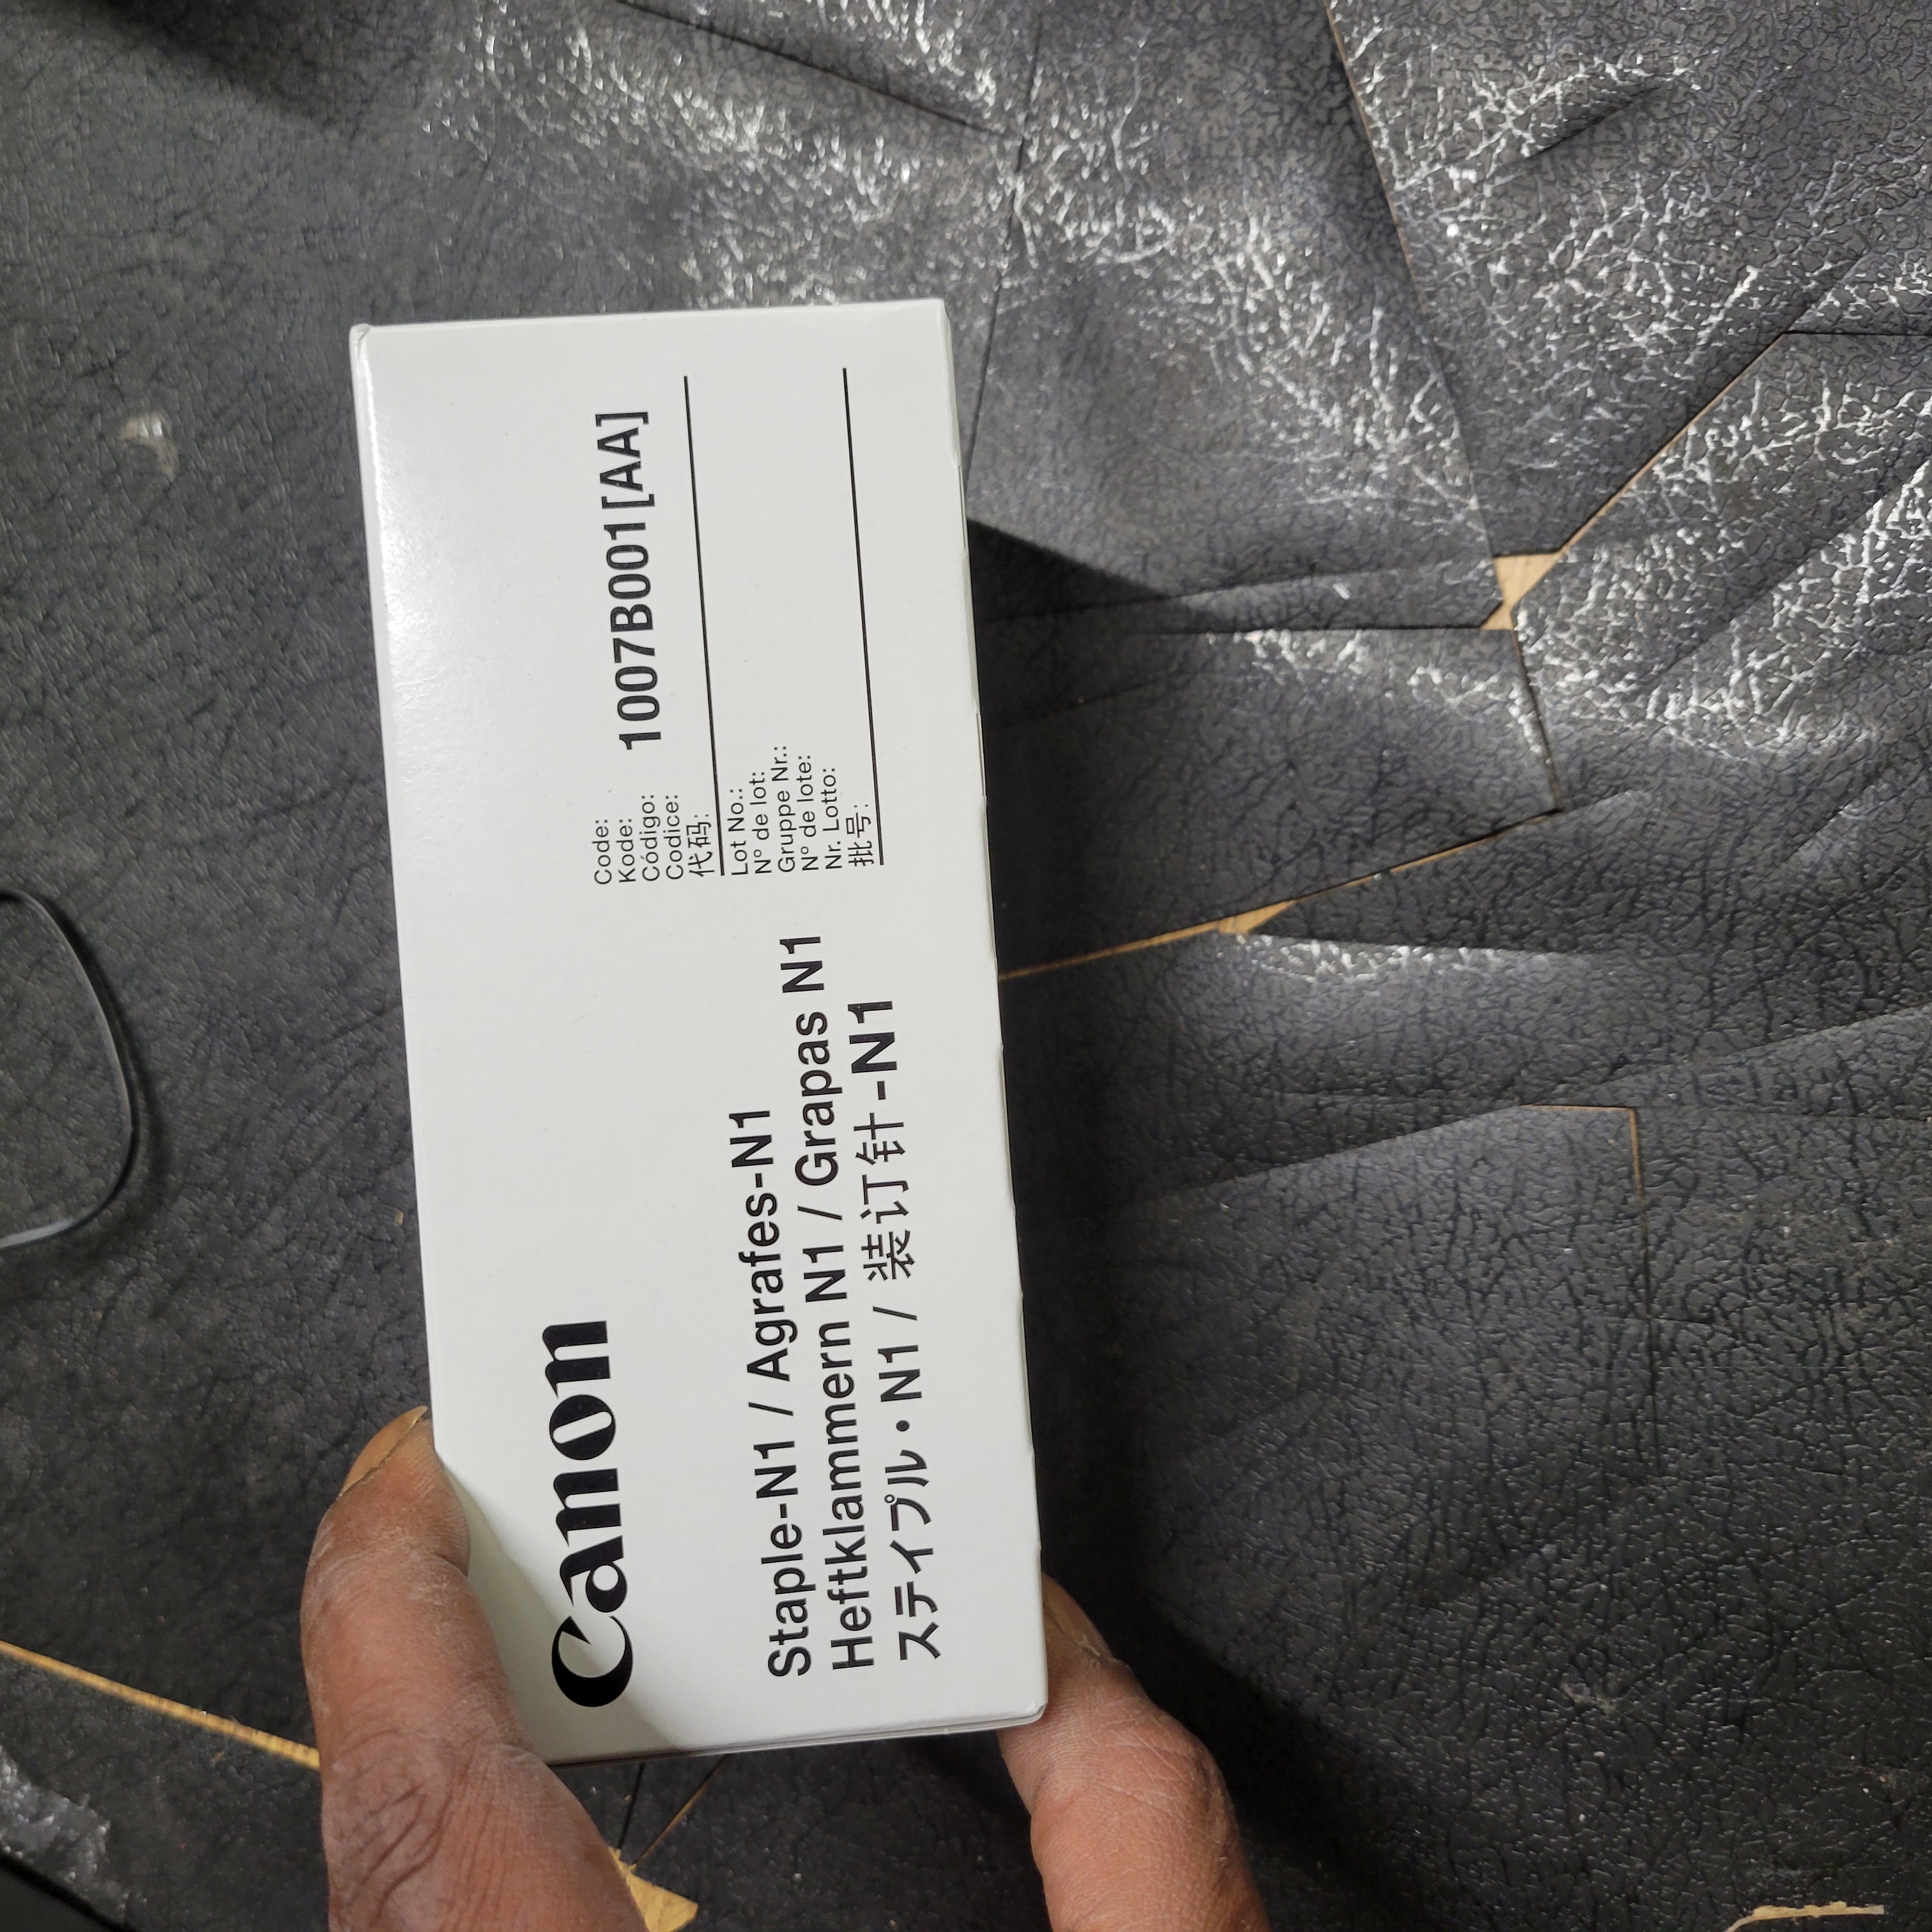 Canon
Staple-N1 / Agrafes-N1
Heftklammern N1 / Grapas N1
ステイプル・N1 / 装订针-N1
Code:
Kode:
Código:
Codice:
代码:
1007B001[AA]
Lot No.:
Nº de lot:
Gruppe Nr.:
Nº de lote:
Nr. Lotto:
批号: